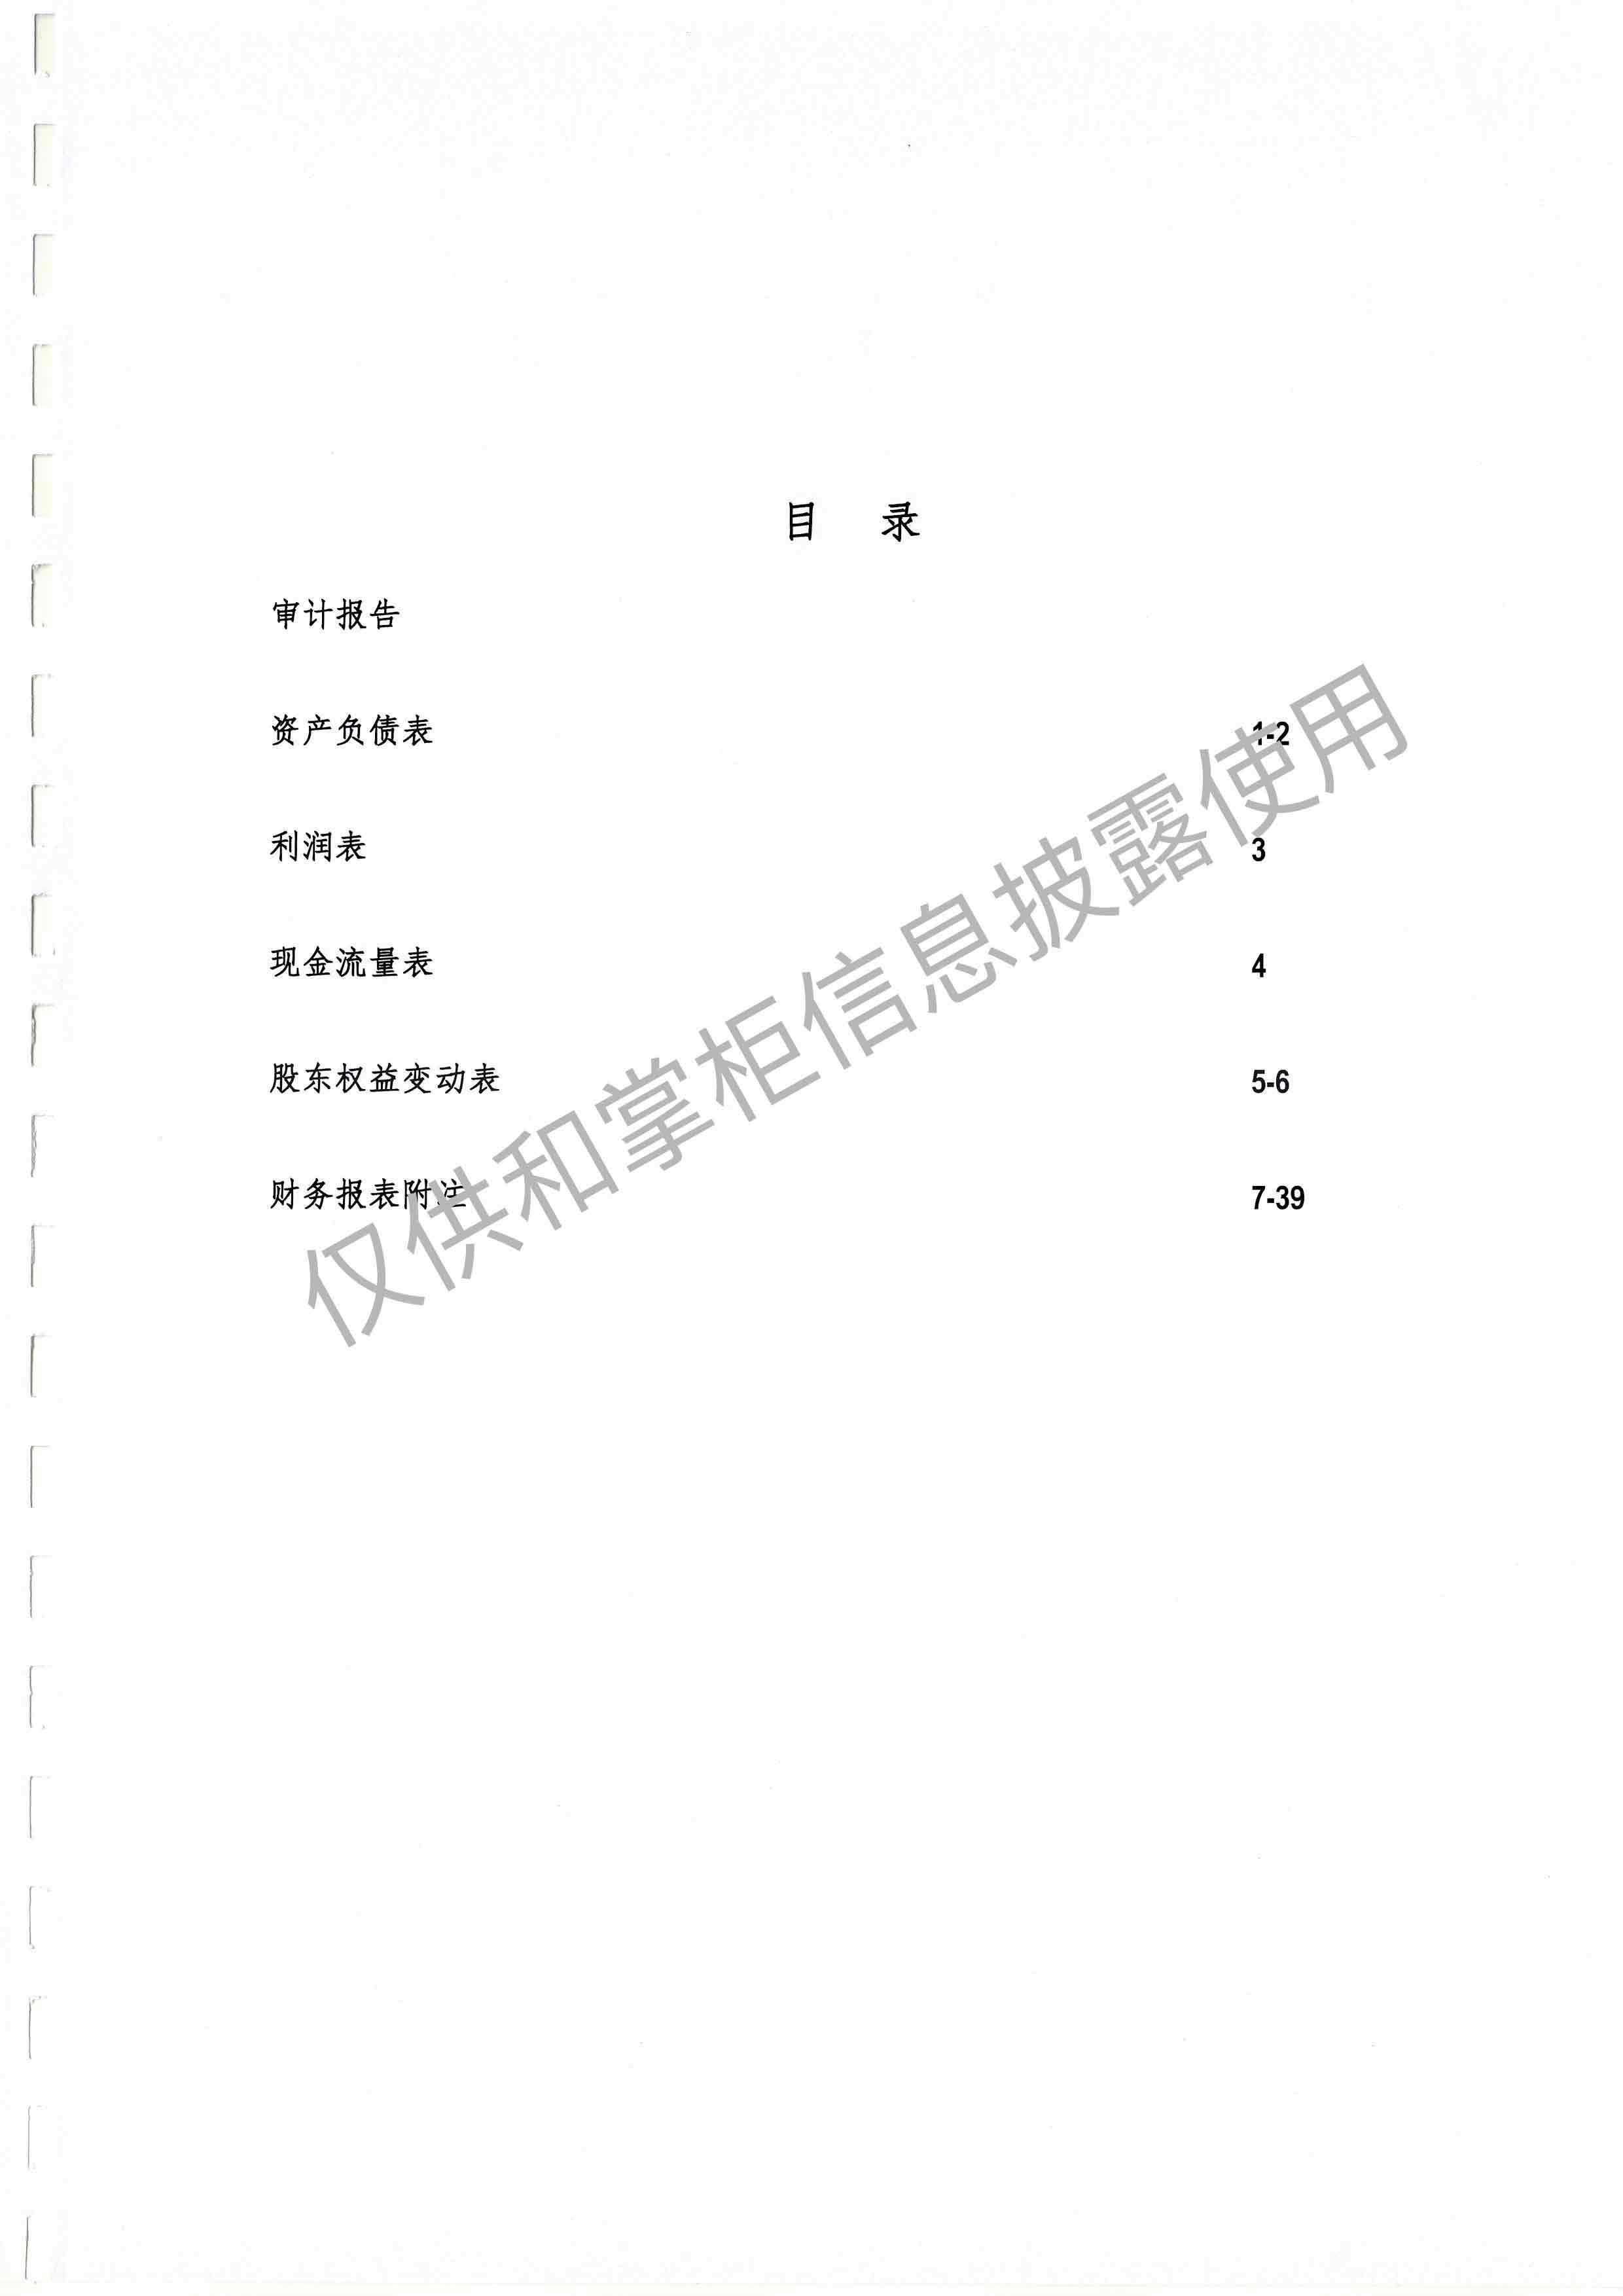 目 录
审计报告
资产负债表 1-2
利润表 3
现金流量表 4
股东权益变动表 5-6
财务报表附注 7-39
仅供和掌柜信息披露使用